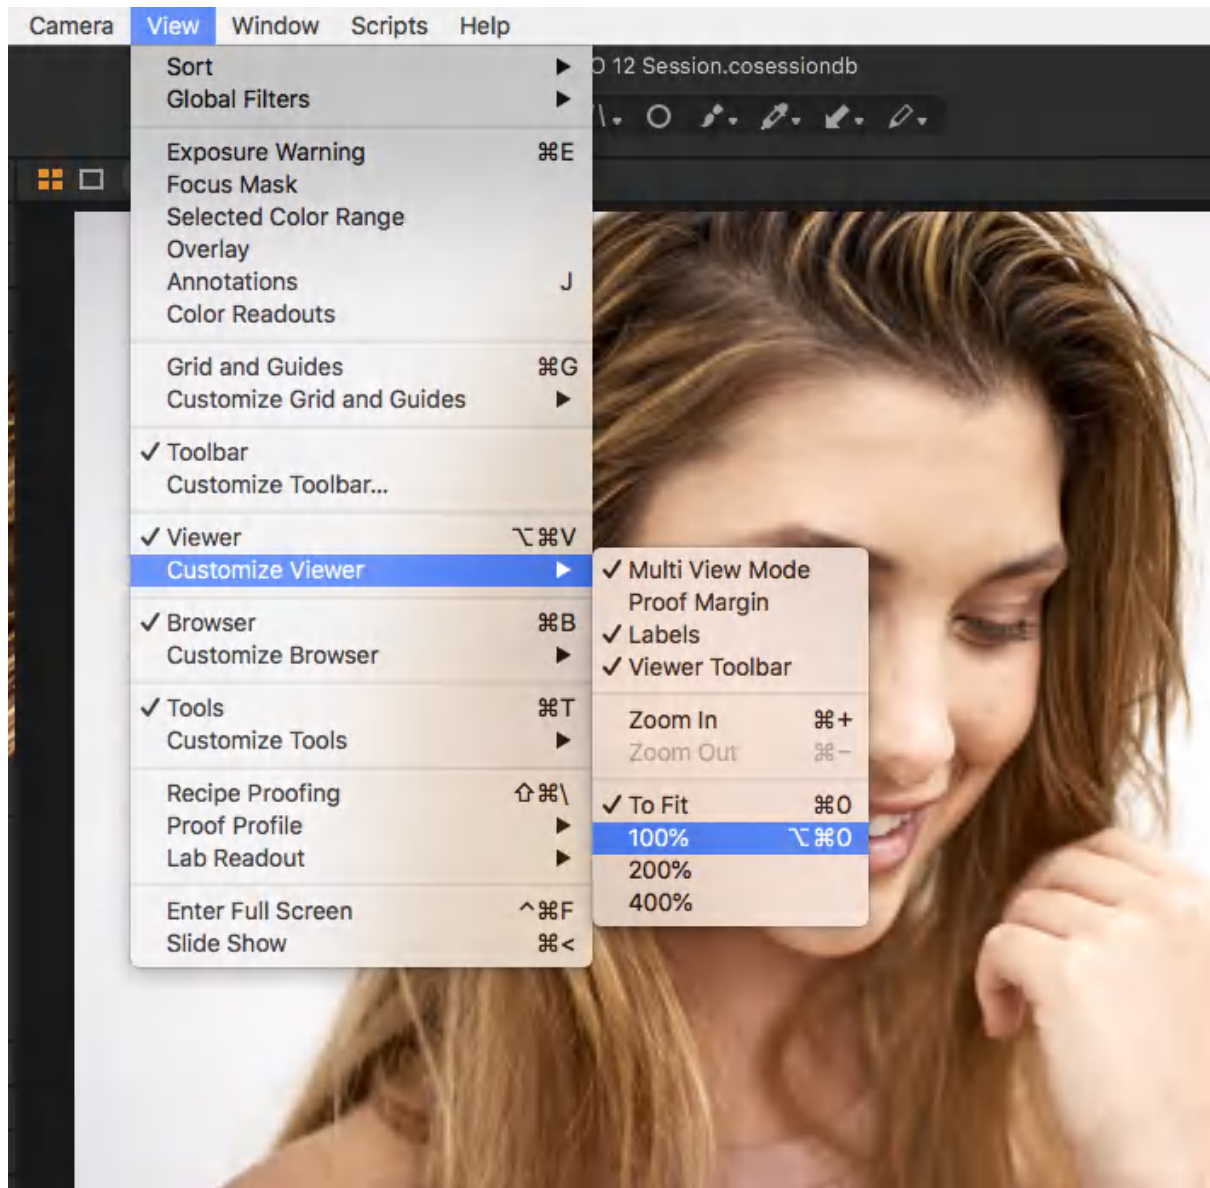 Camera View Window Scripts Help
O 12 Session.cosessiondb
Sort ▶
Global Filters ▶
Exposure Warning ⌘E
Focus Mask
Selected Color Range
Overlay
Annotations J
Color Readouts
Grid and Guides ⌘G
Customize Grid and Guides ▶
✓ Toolbar
Customize Toolbar...
✓ Viewer ⌥⌘V
Customize Viewer ▶
✓ Browser ⌘B
Customize Browser ▶
✓ Tools ⌘T
Customize Tools ▶
Recipe Proofing ⇧⌘\
Proof Profile ▶
Lab Readout ▶
Enter Full Screen ^⌘F
Slide Show ⌘<
✓ Multi View Mode
Proof Margin
✓ Labels
✓ Viewer Toolbar
Zoom In ⌘+
Zoom Out ⌘−
✓ To Fit ⌘0
100% ⌥⌘0
200%
400%